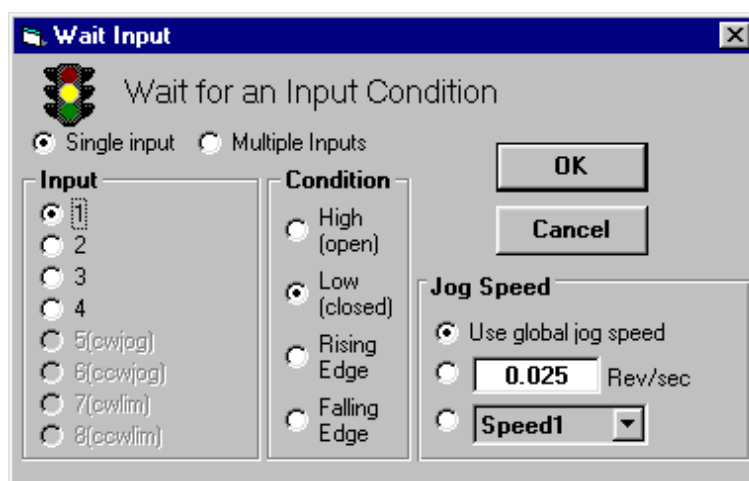 Wait Input
Wait for an Input Condition
Single input Multiple Inputs
Input
1
2
3
4
5(cwjog)
6(ccwjog)
7(cwlim)
8(ccwlim)
Condition
High
(open)
Low
(closed)
Rising
Edge
Falling
Edge
OK
Cancel
Jog Speed
Use global jog speed
0.025 Rev/sec
Speed1